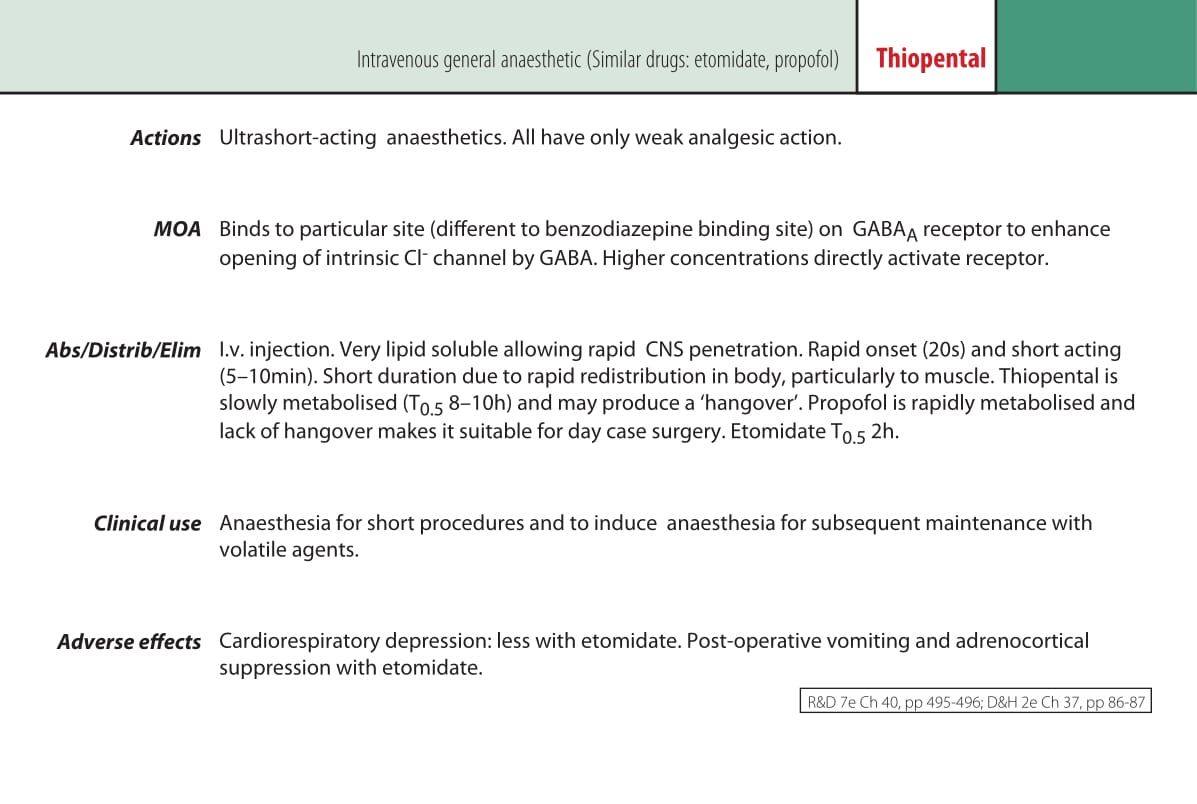 Intravenous general anaesthetic (Similar drugs: etomidate, propofol) Thiopental
Actions Ultrashort-acting anaesthetics. All have only weak analgesic action.
MOA Binds to particular site (different to benzodiazepine binding site) on GABAA receptor to enhance
opening of intrinsic Cl- channel by GABA. Higher concentrations directly activate receptor.
Abs/Distrib/Elim I.v. injection. Very lipid soluble allowing rapid CNS penetration. Rapid onset (20s) and short acting
(5–10min). Short duration due to rapid redistribution in body, particularly to muscle. Thiopental is
slowly metabolised (T0.5 8–10h) and may produce a ‘hangover’. Propofol is rapidly metabolised and
lack of hangover makes it suitable for day case surgery. Etomidate T0.5 2h.
Clinical use Anaesthesia for short procedures and to induce anaesthesia for subsequent maintenance with
volatile agents.
Adverse effects Cardiorespiratory depression: less with etomidate. Post-operative vomiting and adrenocortical
suppression with etomidate.
R&D 7e Ch 40, pp 495-496; D&H 2e Ch 37, pp 86-87